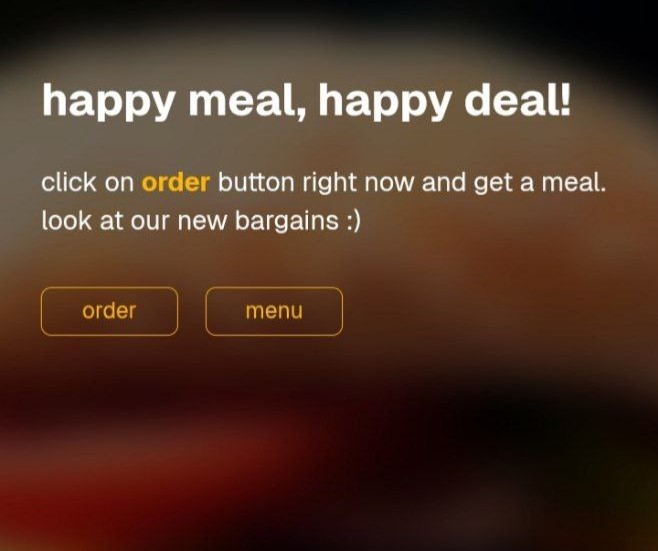 happy meal, happy deal!
click on order button right now and get a meal.
look at our new bargains :)
order
menu